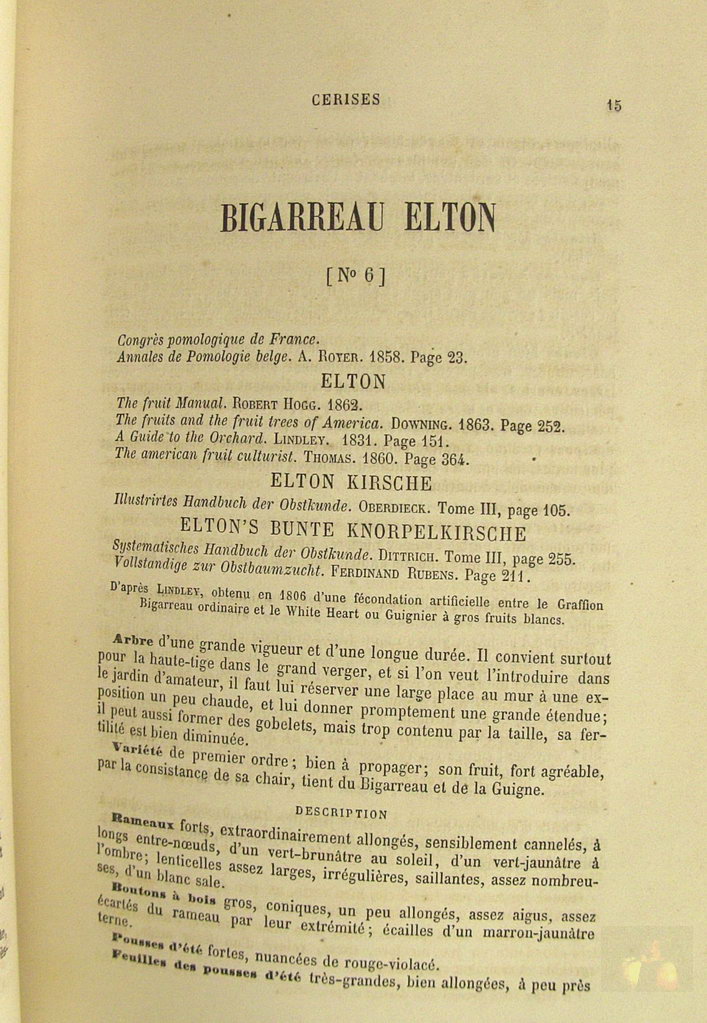 CERISES
15
BIGARREAU ELTON
[No 6]
Congrès pomologique de France.
Annales de Pomologie belge. A. ROYER. 1858. Page 23.
ELTON
The fruit Manual. ROBERT HOGG. 1862.
The fruits and the fruit trees of America. DOWNING. 1863. Page 252.
A Guide to the Orchard. LINDLEY. 1831. Page 151.
The american fruit culturist. THOMAS. 1860. Page 364.
ELTON KIRSCHE
Illustrirtes Handbuch der Obstkunde. OBERDIECK. Tome III, page 105.
ELTON'S BUNTE KNORPELKIRSCHE
Systematisches Handbuch der Obstkunde. DITTRICH. Tome III, page 255.
Vollstandige zur Obstbaumzucht. FERDINAND RUBENS. Page 211.
D'après LINDLEY, obtenu en 1806 d'une fécondation artificielle entre le Graffion
Bigarreau ordinaire et le White Heart ou Guignier à gros fruits blancs.
Arbre d'une grande vigueur et d'une longue durée. Il convient surtout
pour la haute-tige dans le grand verger, et si l'on veut l'introduire dans
le jardin d'amateur, il faut lui réserver une large place au mur à une ex-
position un peu chaude, et lui donner promptement une grande étendue;
il peut aussi former des gobelets, mais trop contenu par la taille, sa fer-
tilité est bien diminuée.
Variété de premier ordre; bien à propager; son fruit, fort agréable,
par la consistance de sa chair, tient du Bigarreau et de la Guigne.
DESCRIPTION
Rameaux forts, extraordinairement allongés, sensiblement cannelés, à
longs entre-nœuds, d'un vert-brunâtre au soleil, d'un vert-jaunâtre à
l'ombre; lenticelles assez larges, irrégulières, saillantes, assez nombreu-
ses, d'un blanc sale.
Boutons à bois gros, coniques, un peu allongés, assez aigus, assez
écartés du rameau par leur extrémité; écailles d'un marron-jaunâtre
terne.
Pousses d'été fortes, nuancées de rouge-violacé.
Feuilles des pousses d'été très-grandes, bien allongées, à peu près